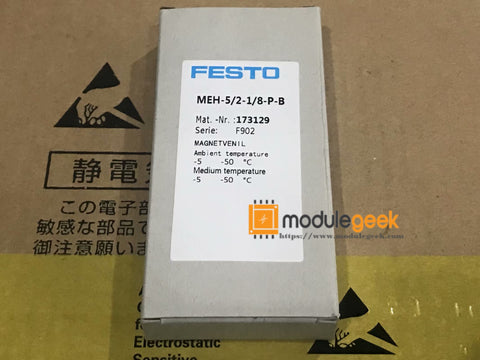 FESTO
MEH-5/2-1/8-P-B
Mat. -Nr. :173129
Serie: F902
MAGNETVENIL
Ambient temperature
-5 -50 °C
Medium temperature
-5 -50 °C
modulegeek
https://www.modulegeek.com
静電
この電子部
敏感な部品で
御注意願い
Electrostatic
Sensitive